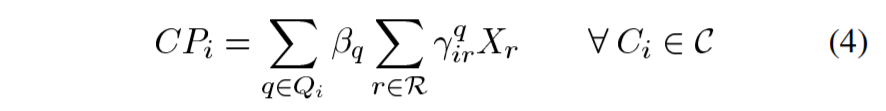 $CP_i = \sum_{q \in Q_i} \beta_q \sum_{r \in \mathcal{R}} \gamma_{ir}^{q} X_r \qquad \forall\, C_i \in \mathcal{C} \qquad (4)$